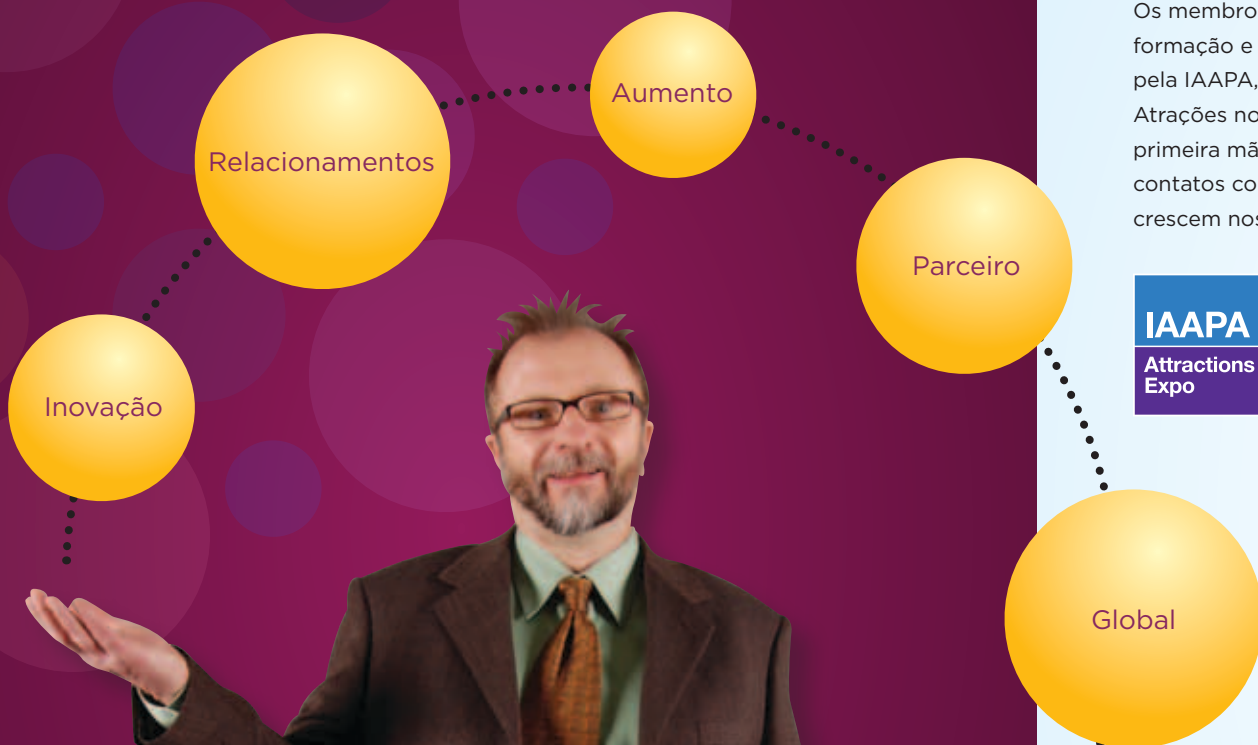 Inovação
Relacionamentos
Aumento
Parceiro
Global
Os membro
formação e
pela IAAPA,
Atrações no
primeira mã
contatos co
crescem nos
IAAPA
Attractions
Expo